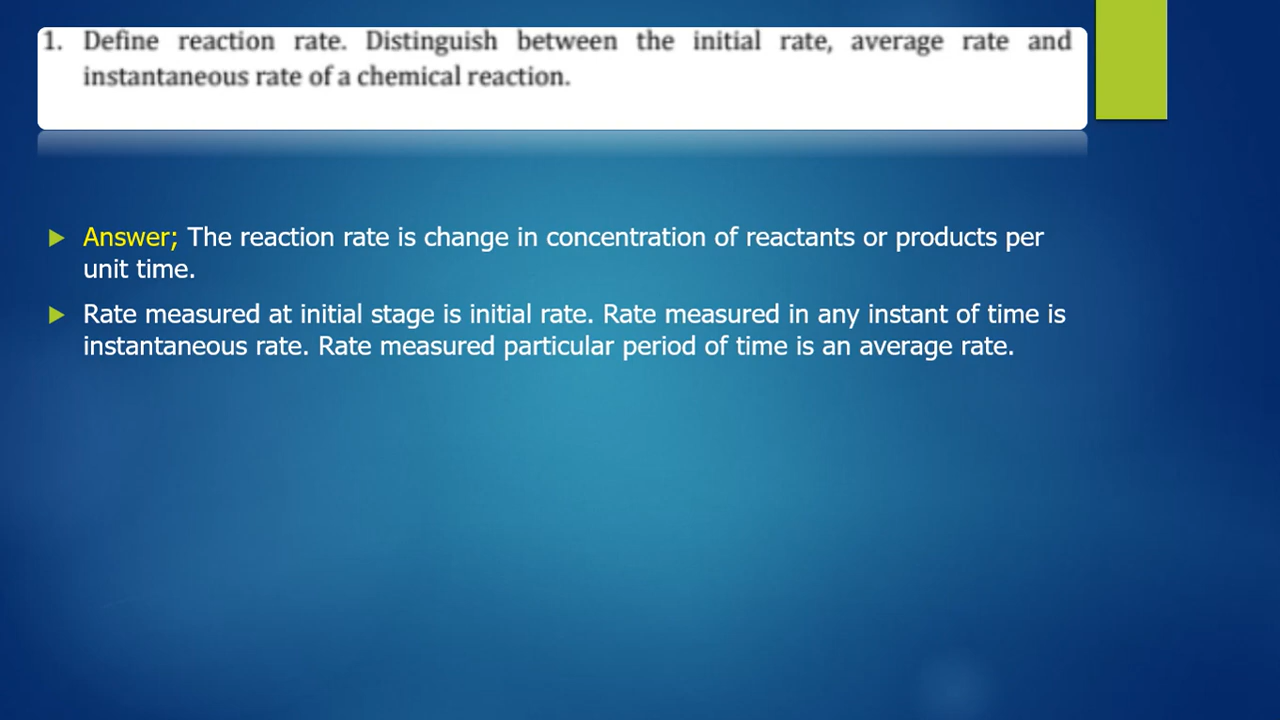 1. Define reaction rate. Distinguish between the initial rate, average rate and
instantaneous rate of a chemical reaction.
Answer; The reaction rate is change in concentration of reactants or products per
unit time.
Rate measured at initial stage is initial rate. Rate measured in any instant of time is
instantaneous rate. Rate measured particular period of time is an average rate.